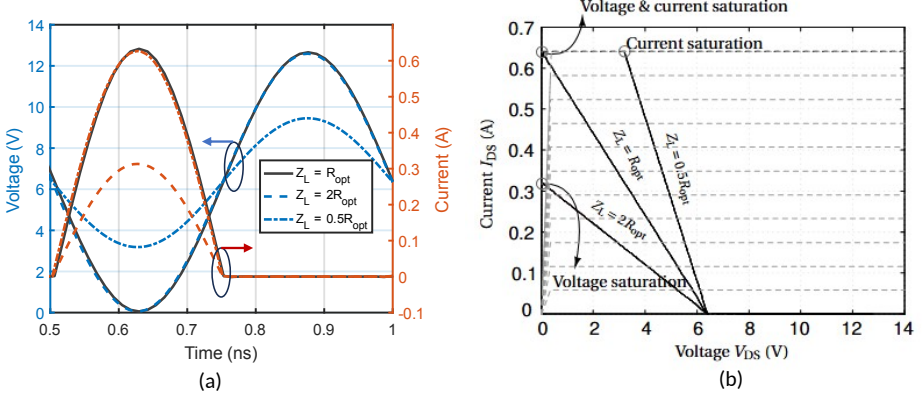 Voltage & current saturation
14
12
10
8
6
4
2
0
Voltage (V)
0.5
0.6
0.7
0.8
0.9
1
Time (ns)
0.6
0.5
0.4
0.3
0.2
0.1
0
-0.1
Current (A)
Z_L = R_opt
Z_L = 2R_opt
Z_L = 0.5R_opt
(a)
0.7
0.6
0.5
0.4
0.3
0.2
0.1
0
Current I_DS (A)
Current saturation
Z_L = R_opt
Z_L = 0.5R_opt
Z_L = 2R_opt
Voltage saturation
0
2
4
6
8
10
12
14
Voltage V_DS (V)
(b)